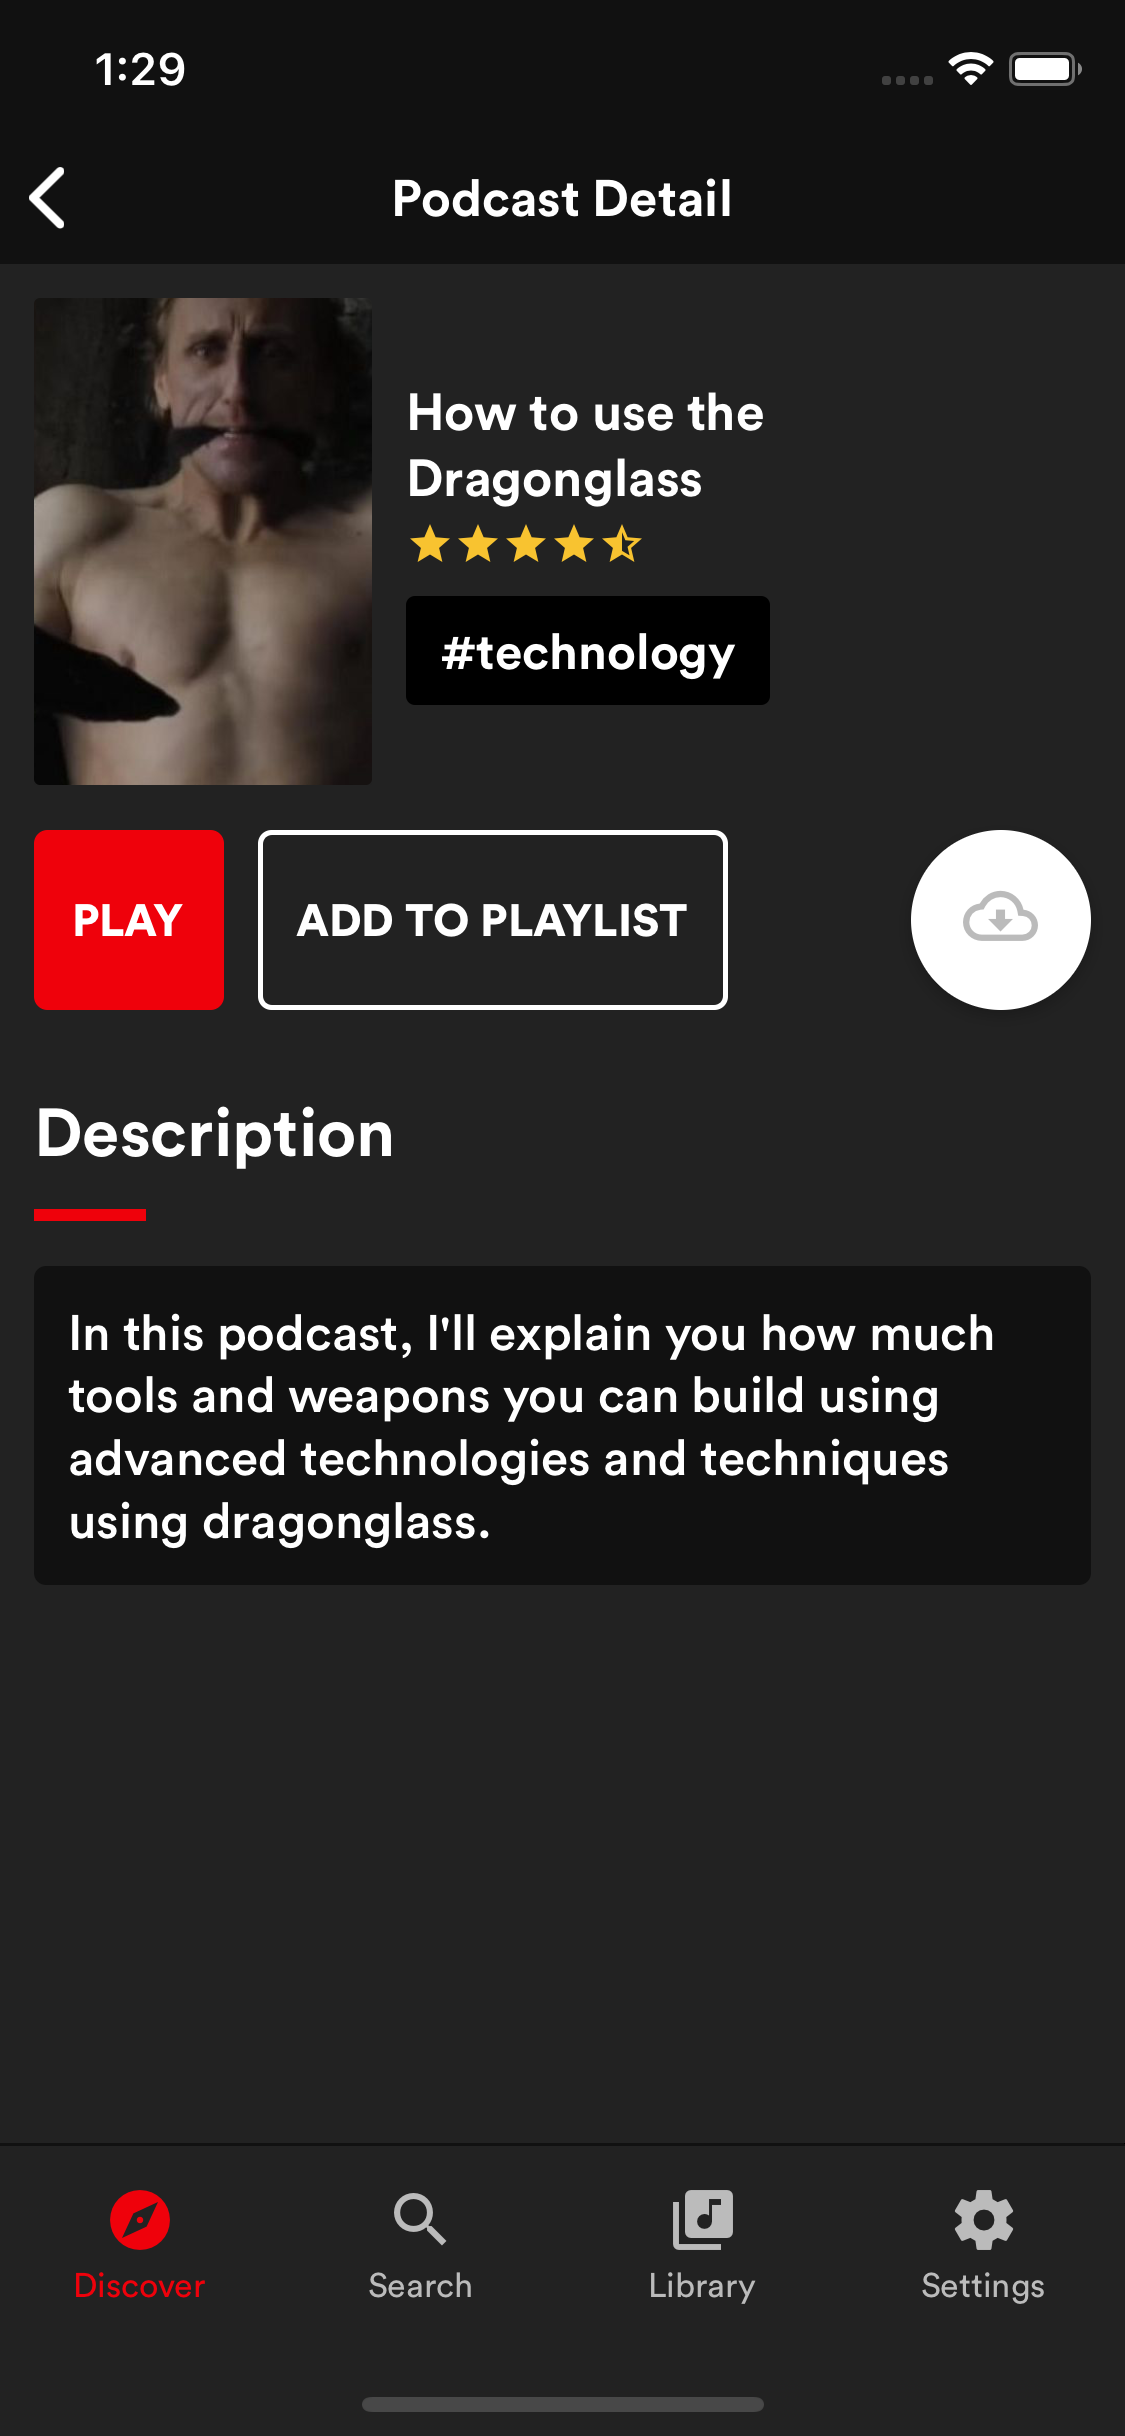 1:29
Podcast Detail
How to use the
Dragonglass
#technology
PLAY
ADD TO PLAYLIST
Description
In this podcast, I'll explain you how much
tools and weapons you can build using
advanced technologies and techniques
using dragonglass.
Discover
Search
Library
Settings